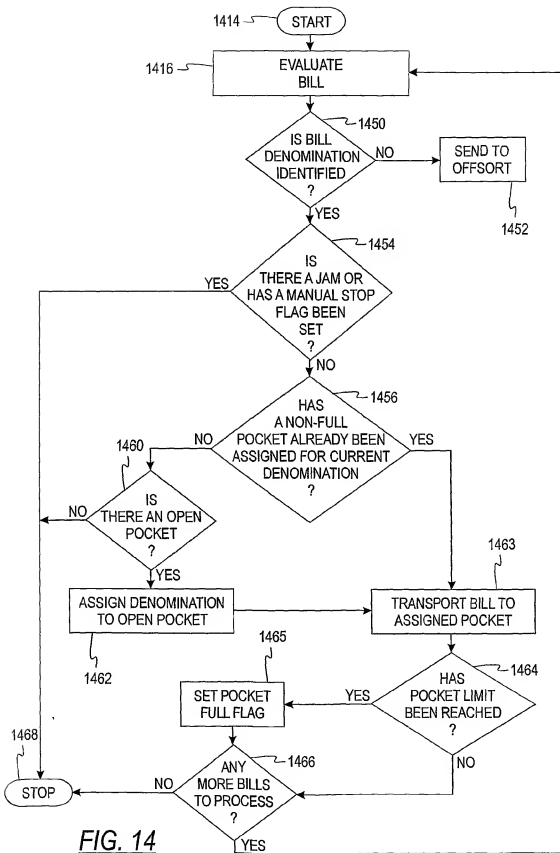 1414
START
1416
EVALUATE
BILL
1450
IS BILL
DENOMINATION
IDENTIFIED
?
NO
SEND TO
OFFSORT
1452
YES
1454
IS
THERE A JAM OR
HAS A MANUAL STOP
FLAG BEEN
SET
?
YES
NO
1456
HAS
A NON-FULL
POCKET ALREADY BEEN
ASSIGNED FOR CURRENT
DENOMINATION
?
NO
YES
1460
IS
THERE AN OPEN
POCKET
?
NO
YES
ASSIGN DENOMINATION
TO OPEN POCKET
1462
1463
TRANSPORT BILL TO
ASSIGNED POCKET
1464
HAS
POCKET LIMIT
BEEN REACHED
?
YES
NO
1465
SET POCKET
FULL FLAG
1466
ANY
MORE BILLS
TO PROCESS
?
NO
YES
1468
STOP
FIG. 14